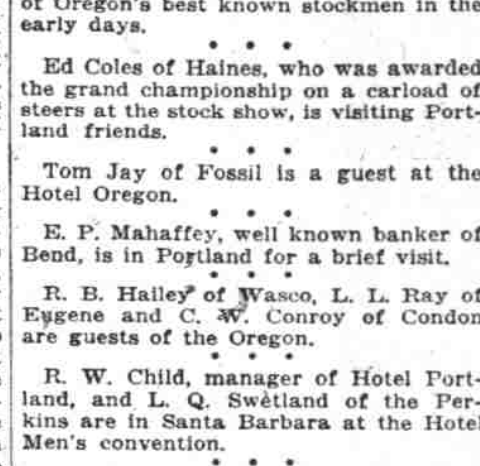 of Oregon's best known stockmen in the
early days.
• • •
Ed Coles of Haines, who was awarded
the grand championship on a carload of
steers at the stock show, is visiting Port-
land friends.
• • •
Tom Jay of Fossil is a guest at the
Hotel Oregon.
• • •
E. P. Mahaffey, well known banker of
Bend, is in Portland for a brief visit.
• • •
R. B. Hailey of Wasco, L. L. Ray of
Eugene and C. W. Conroy of Condon
are guests of the Oregon.
• • •
R. W. Child, manager of Hotel Port-
land, and L. Q. Swetland of the Per-
kins are in Santa Barbara at the Hotel
Men's convention.
• • •